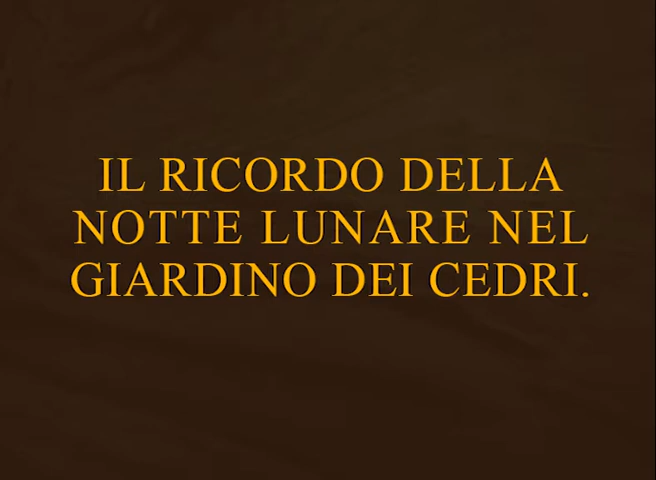 IL RICORDO DELLA
NOTTE LUNARE NEL
GIARDINO DEI CEDRI.